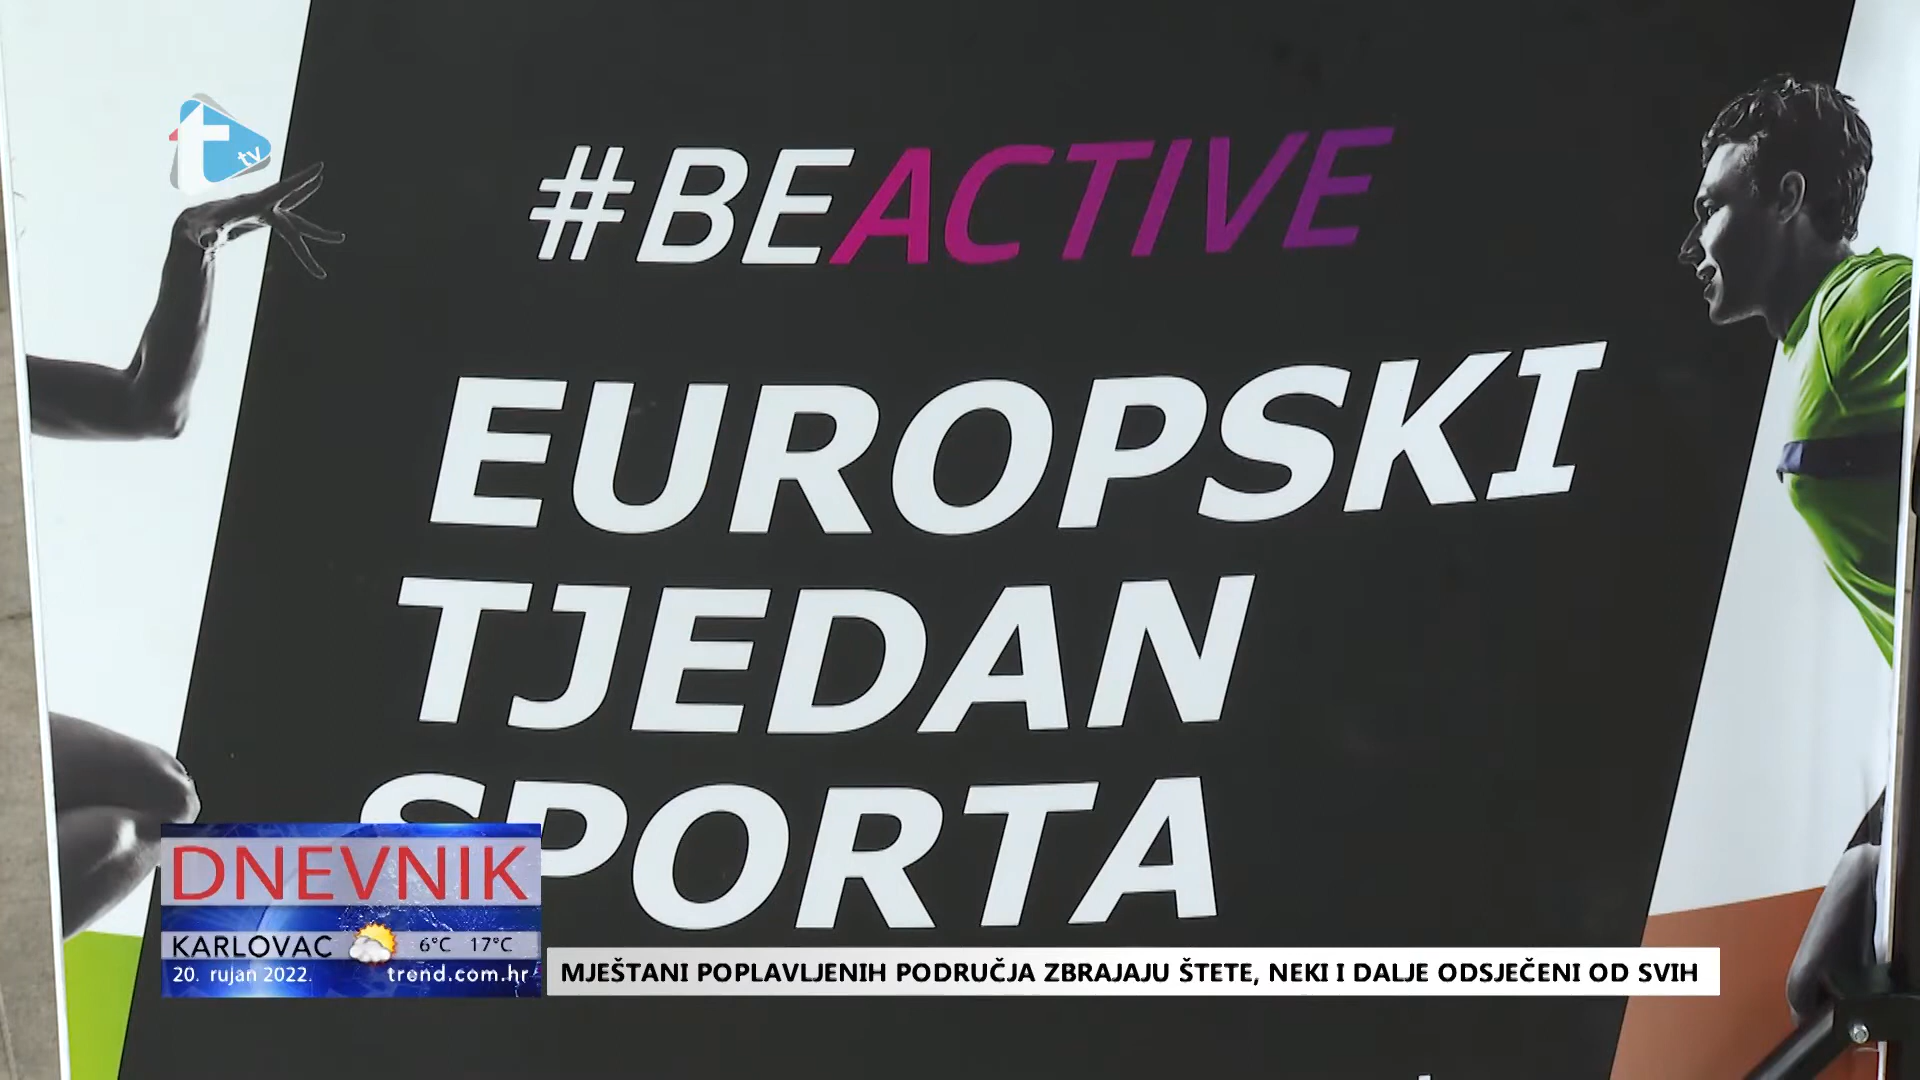 t
tv
#BEACTIVE
EUROPSKI
TJEDAN
SPORTA
DNEVNIK
KARLOVAC 6°C 17°C
20. rujan 2022. trend.com.hr
MJEŠTANI POPLAVLJENIH PODRUČJA ZBRAJAJU ŠTETE, NEKI I DALJE ODSJEČENI OD SVIH